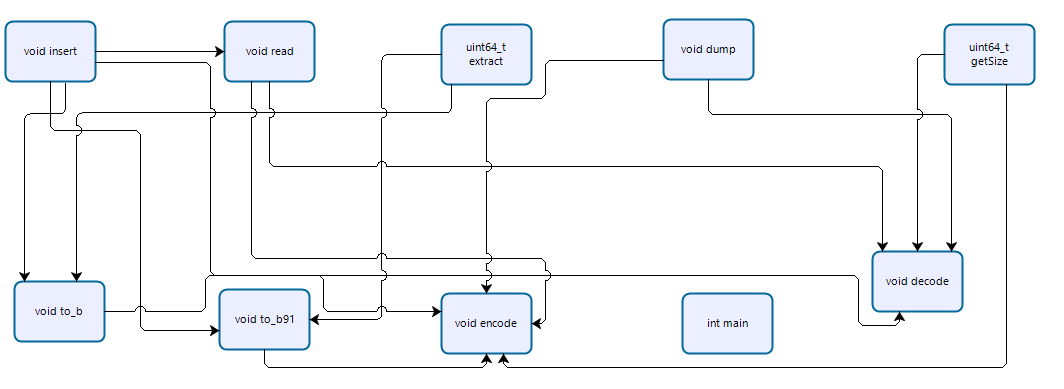 void insert
void read
uint64_t
extract
void dump
uint64_t
getSize
void to_b
void to_b91
void encode
int main
void decode